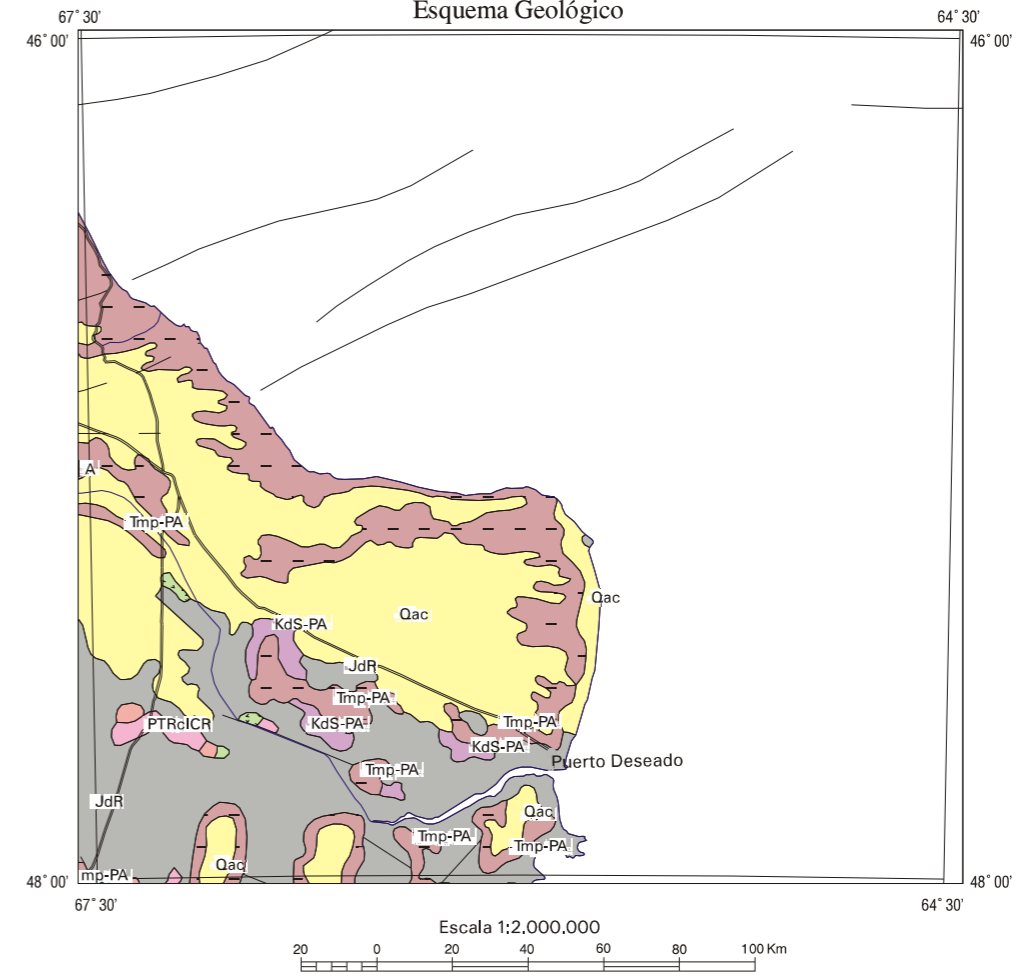 Esquema Geológico
67˚ 30'
64˚ 30'
46˚ 00'
46˚ 00'
A
Tmp-PA
Qac
Qac
KdS-PA
JdR
Tmp-PA
KdS-PA
PTRcICR
Tmp-PA
KdS-PA
Puerto Deseado
Tmp-PA
JdR
Qac
Tmp-PA
Tmp-PA
Qac
mp-PA
48˚ 00'
48˚ 00'
67˚ 30'
64˚ 30'
Escala 1:2.000.000
20 0 20 40 60 80 100 Km